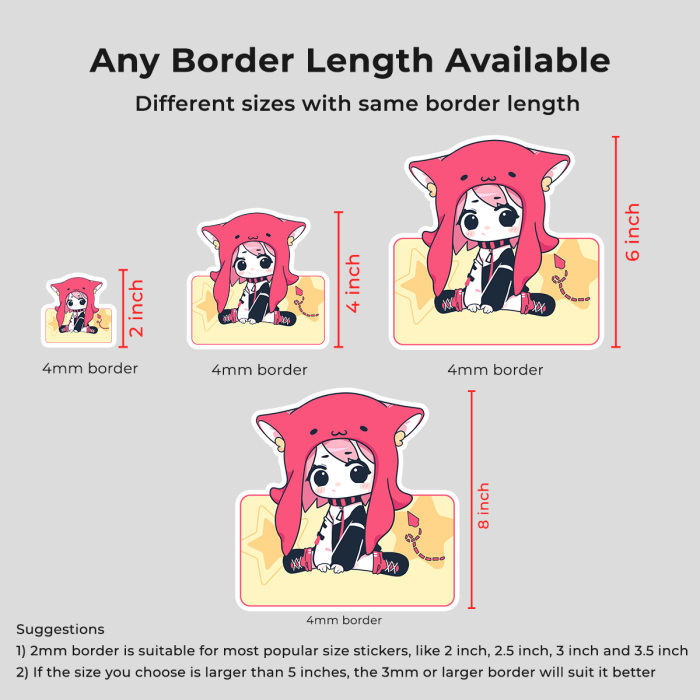 Any Border Length Available
Different sizes with same border length
2 inch
4 inch
6 inch
4mm border
4mm border
4mm border
8 inch
4mm border
Suggestions
1) 2mm border is suitable for most popular size stickers, like 2 inch, 2.5 inch, 3 inch and 3.5 inch
2) If the size you choose is larger than 5 inches, the 3mm or larger border will suit it better